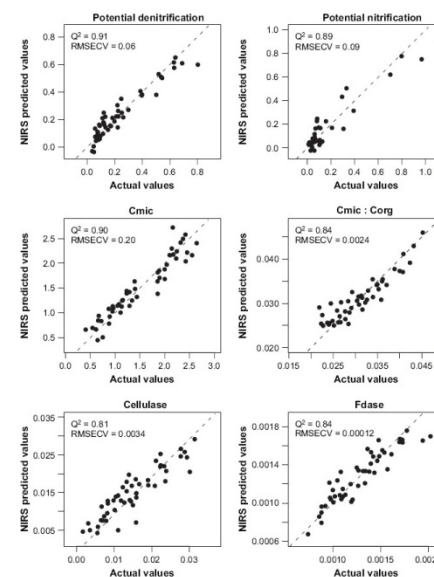 Potential denitrification
Q² = 0.91
RMSECV = 0.06
NIRS predicted values
0.8
0.6
0.4
0.2
0.0
0.0 0.2 0.4 0.6 0.8 1.0
Actual values
Potential nitrification
Q² = 0.89
RMSECV = 0.09
NIRS predicted values
1.0
0.8
0.6
0.4
0.2
0.0
0.0 0.2 0.4 0.6 0.8 1.0
Actual values
Cmic
Q² = 0.90
RMSECV = 0.20
NIRS predicted values
2.5
2.0
1.5
1.0
0.5
0.0 0.5 1.0 1.5 2.0 2.5 3.0
Actual values
Cmic : Corg
Q² = 0.84
RMSECV = 0.0024
NIRS predicted values
0.040
0.030
0.020
0.015 0.025 0.035 0.045
Actual values
Cellulase
Q² = 0.81
RMSECV = 0.0034
NIRS predicted values
0.035
0.025
0.015
0.005
0.00 0.01 0.02 0.03
Actual values
Fdase
Q² = 0.84
RMSECV = 0.00012
NIRS predicted values
0.0018
0.0014
0.0010
0.0006
0.0010 0.0015
Actual values